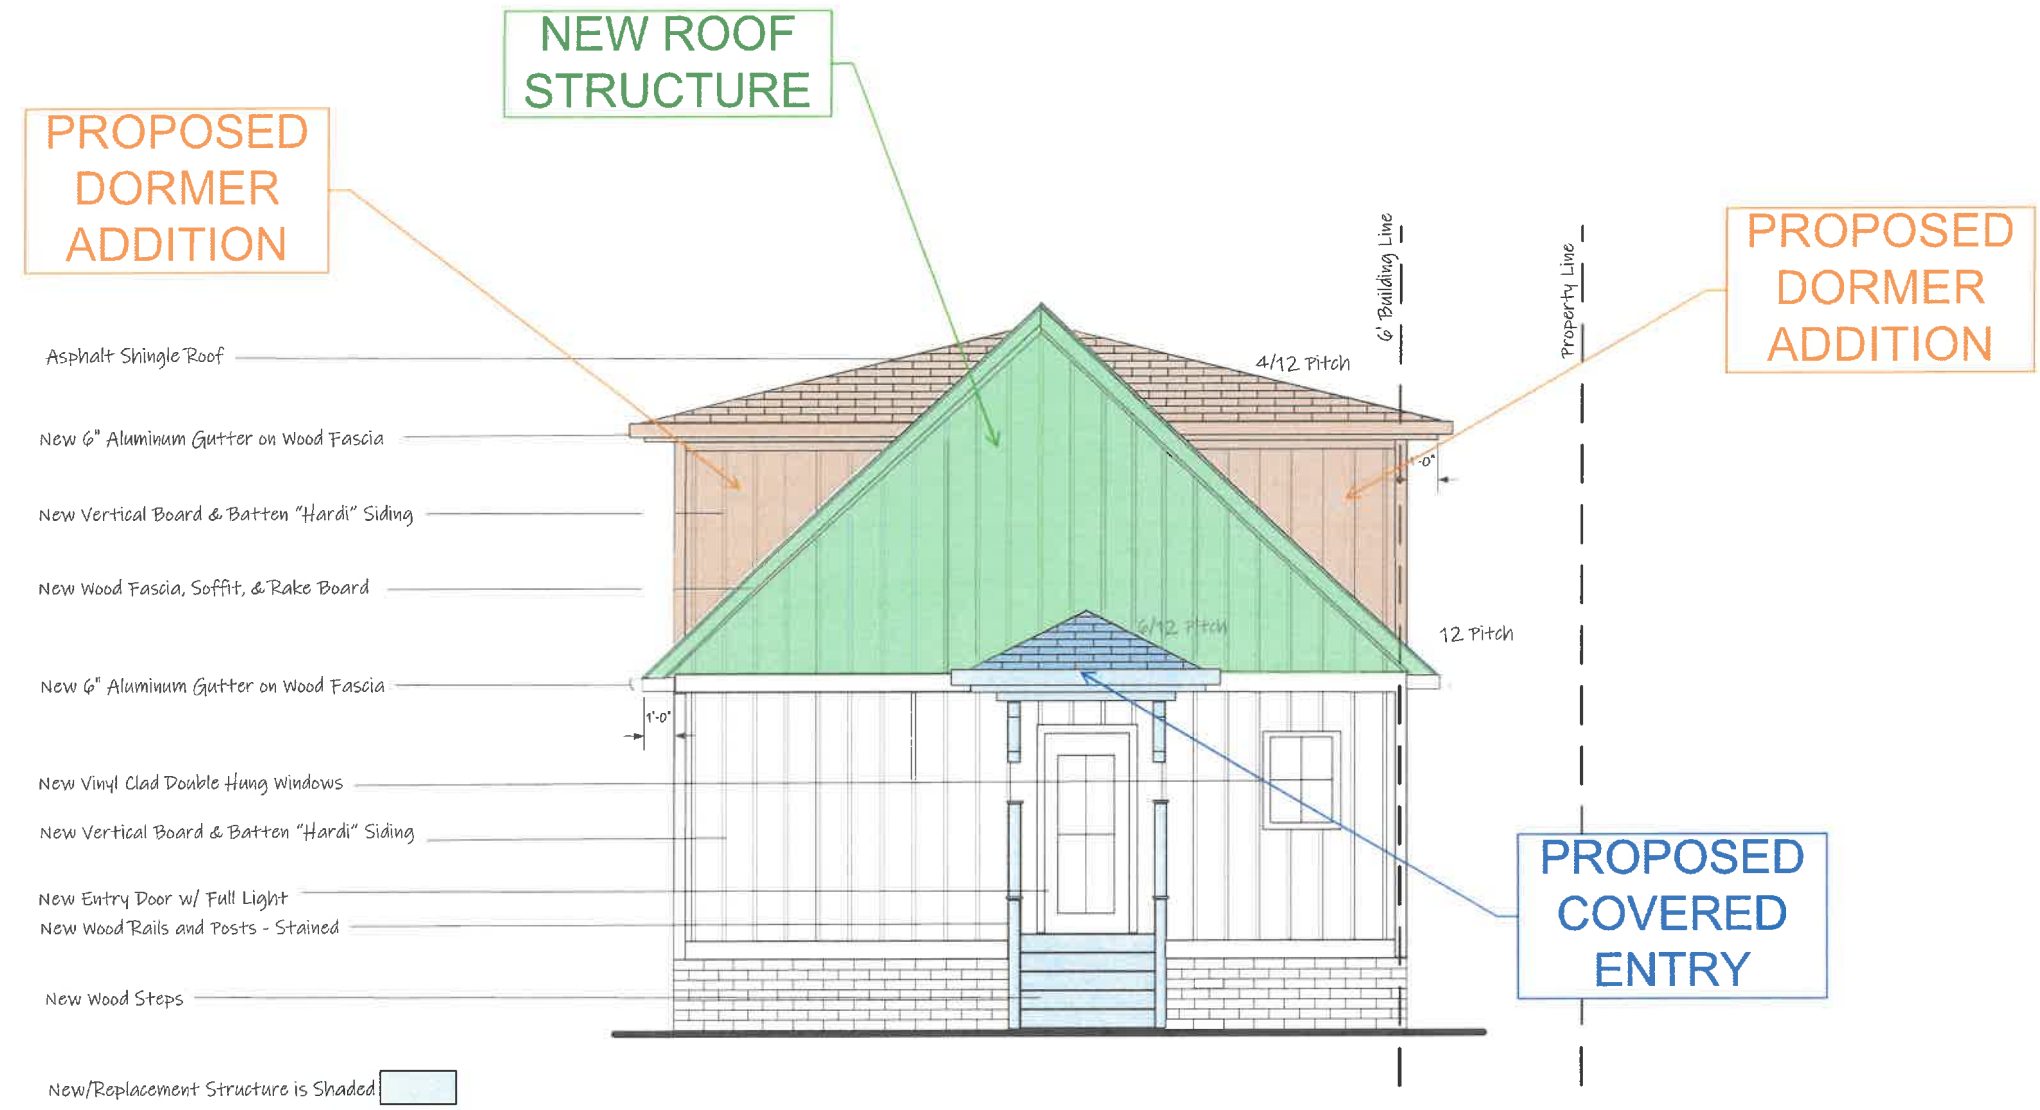 NEW ROOF
STRUCTURE
PROPOSED
DORMER
ADDITION
PROPOSED
DORMER
ADDITION
6' Building Line
Property Line
Asphalt Shingle Roof
4/12 Pitch
New 6" Aluminum Gutter on Wood Fascia
-0"
New Vertical Board & Batten "Hardi" Siding
New Wood Fascia, Soffit, & Rake Board
6/12 Pitch
12 Pitch
New 6" Aluminum Gutter on Wood Fascia
1'-0"
New Vinyl Clad Double Hung Windows
New Vertical Board & Batten "Hardi" Siding
PROPOSED
COVERED
ENTRY
New Entry Door w/ Full Light
New Wood Rails and Posts - Stained
New Wood Steps
New/Replacement Structure is Shaded